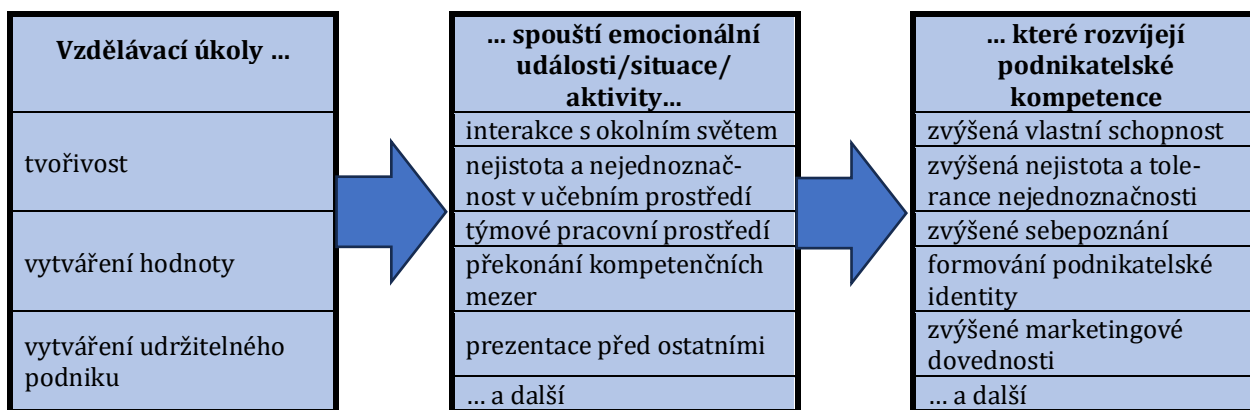 Vzdělávací úkoly …
tvořivost
vytváření hodnoty
vytváření udržitelného
podniku
… spouští emocionální
události/situace/
aktivity…
interakce s okolním světem
nejistota a nejednoznač-
nost v učebním prostředí
týmové pracovní prostředí
překonání kompetenčních
mezer
prezentace před ostatními
… a další
… které rozvíjejí
podnikatelské
kompetence
zvýšená vlastní schopnost
zvýšená nejistota a tole-
rance nejednoznačnosti
zvýšené sebepoznání
formování podnikatelské
identity
zvýšené marketingové
dovednosti
… a další